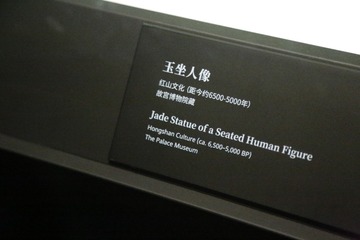 玉坐人像
红山文化（距今约6500-5000年）
故宫博物院藏
Jade Statue of a Seated Human Figure
Hongshan Culture (ca. 6,500–5,000 BP)
The Palace Museum